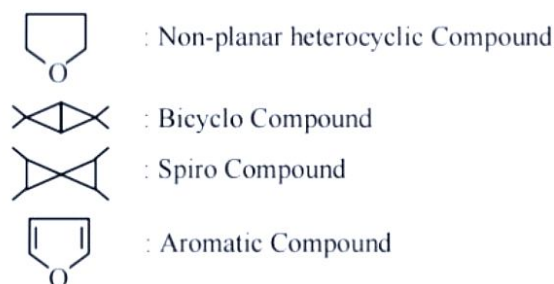 : Non-planar heterocyclic Compound
O
: Bicyclo Compound
: Spiro Compound
: Aromatic Compound
O